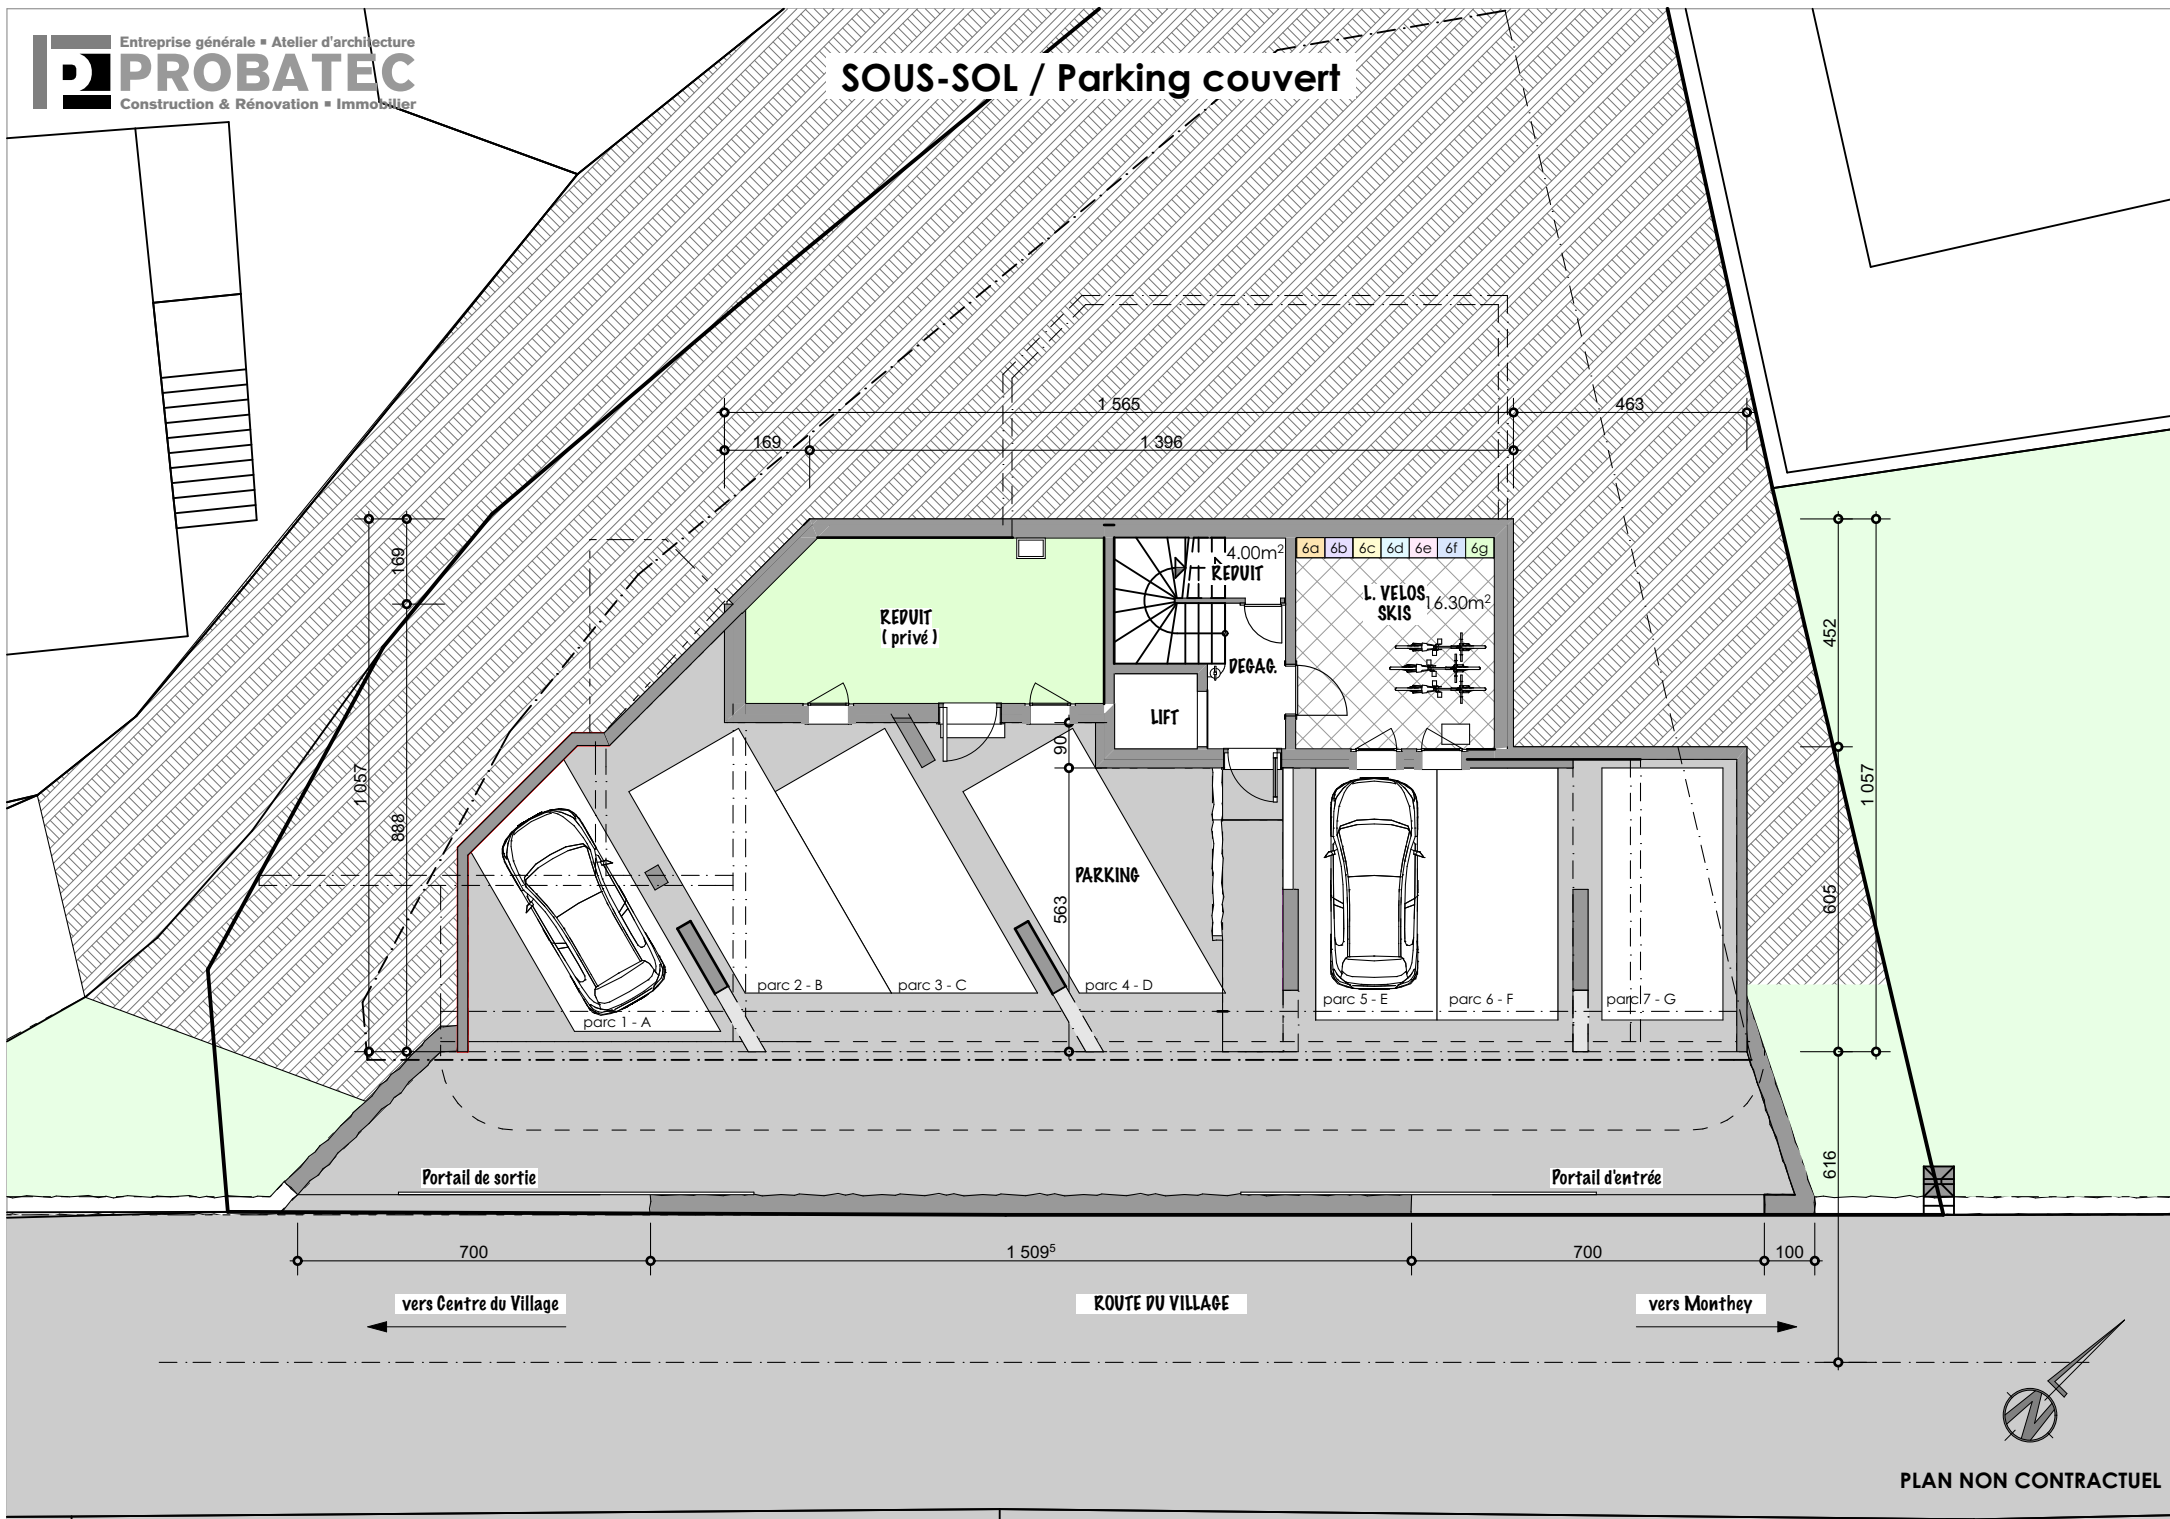 Entreprise générale ▪ Atelier d'architecture
PROBATEC
Construction & Rénovation ▪ Immobilier
SOUS-SOL / Parking couvert
1 565
463
169
1 396
169
888
1 057
REDUIT
( privé )
4.00m²
REDUIT
DEGAG.
LIFT
6a 6b 6c 6d 6e 6f 6g
L. VELOS
SKIS
16.30m²
452
605
1 057
616
90
563
PARKING
parc 1 - A
parc 2 - B
parc 3 - C
parc 4 - D
parc 5 - E
parc 6 - F
parc 7 - G
Portail de sortie
Portail d'entrée
700
1 509⁵
700
100
vers Centre du Village
ROUTE DU VILLAGE
vers Monthey
N
PLAN NON CONTRACTUEL